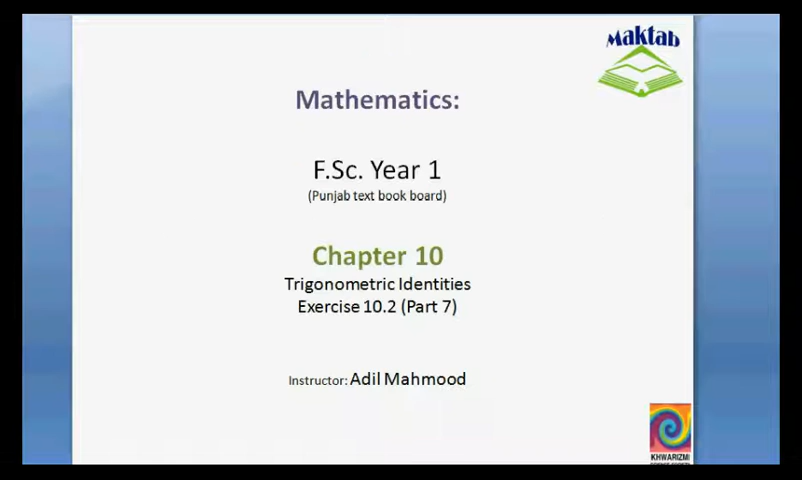 Maktab
Mathematics:
F.Sc. Year 1
(Punjab text book board)
Chapter 10
Trigonometric Identities
Exercise 10.2 (Part 7)
Instructor: Adil Mahmood
KHWARIZMI